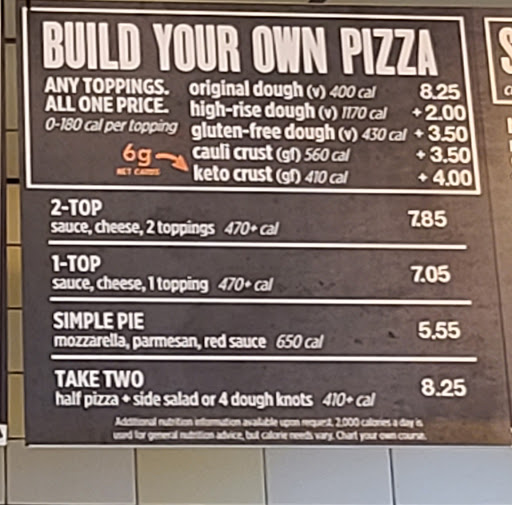 BUILD YOUR OWN PIZZA
ANY TOPPINGS.
ALL ONE PRICE.
0-180 cal per topping
original dough (v) 400 cal 8.25
high-rise dough (v) 1170 cal + 2.00
gluten-free dough (v) 430 cal + 3.50
cauli crust (gf) 560 cal + 3.50
6g
NET CARBS
keto crust (gf) 410 cal + 4.00
2-TOP 7.85
sauce, cheese, 2 toppings 470+ cal
1-TOP 7.05
sauce, cheese, 1 topping 470+ cal
SIMPLE PIE 5.55
mozzarella, parmesan, red sauce 650 cal
TAKE TWO 8.25
half pizza + side salad or 4 dough knots 410+ cal
Additional nutrition information available upon request. 2,000 calories a day is
used for general nutrition advice, but calorie needs vary. Chart your own course.